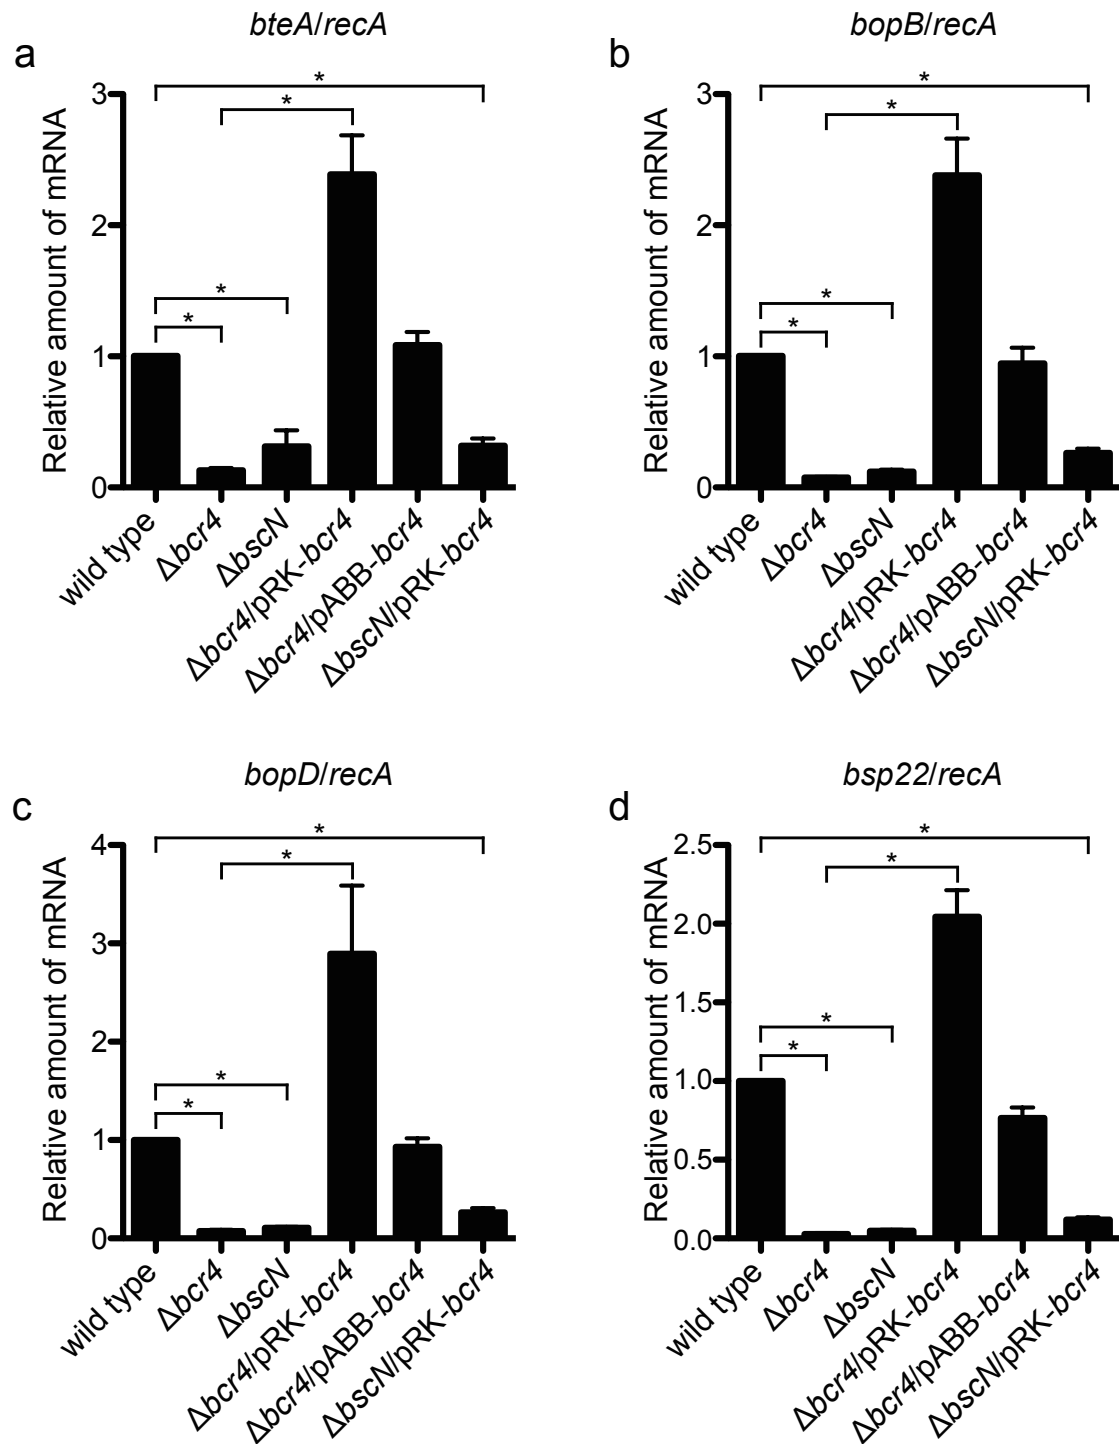 bteA/recA
a
*
*
3
2
1
0
*
*
Relative amount of mRNA
wild type
Δbcr4
ΔbscN
Δbcr4/pRK-bcr4
Δbcr4/pABB-bcr4
ΔbscN/pRK-bcr4
bopB/recA
b
*
*
3
2
1
0
*
*
Relative amount of mRNA
wild type
Δbcr4
ΔbscN
Δbcr4/pRK-bcr4
Δbcr4/pABB-bcr4
ΔbscN/pRK-bcr4
bopD/recA
c
*
*
4
3
2
1
0
*
*
Relative amount of mRNA
wild type
Δbcr4
ΔbscN
Δbcr4/pRK-bcr4
Δbcr4/pABB-bcr4
ΔbscN/pRK-bcr4
bsp22/recA
d
*
*
2.5
2.0
1.5
1.0
0.5
0.0
*
*
Relative amount of mRNA
wild type
Δbcr4
ΔbscN
Δbcr4/pRK-bcr4
Δbcr4/pABB-bcr4
ΔbscN/pRK-bcr4